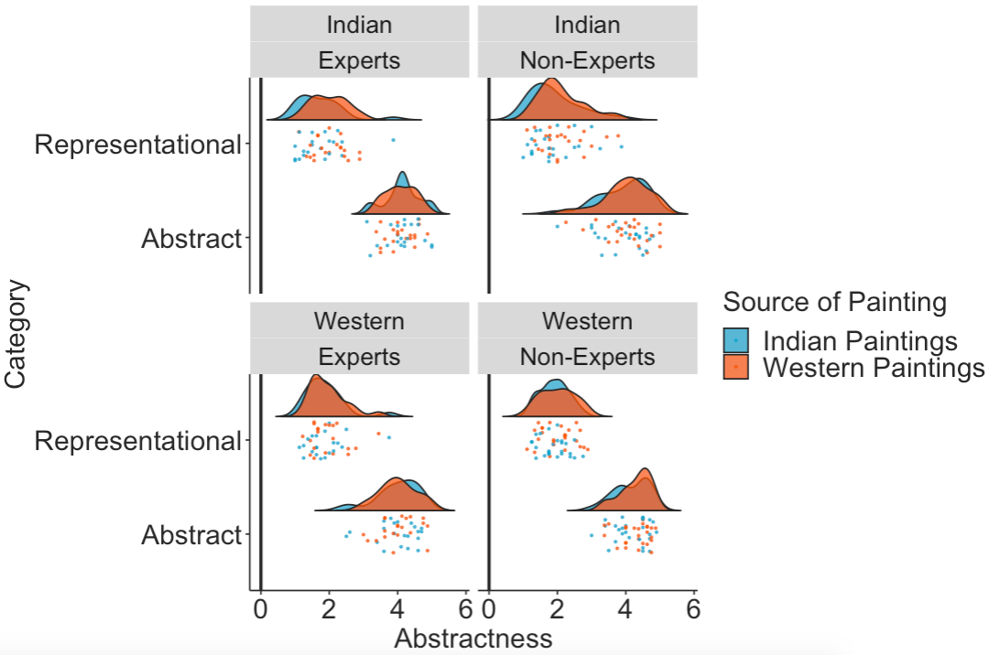 Indian
Indian
Experts
Non-Experts
Representational
Abstract
Western
Western
Experts
Non-Experts
Representational
Abstract
Category
0 2 4 6 0 2 4 6
Abstractness
Source of Painting
Indian Paintings
Western Paintings